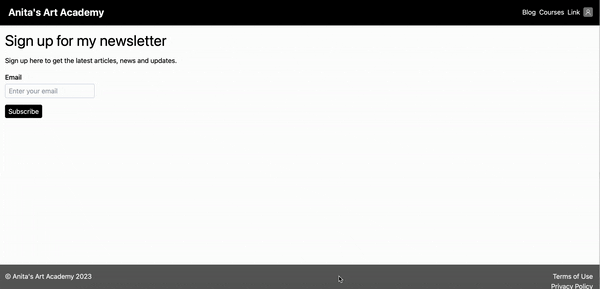 Anita's Art Academy
Blog Courses Link
Sign up for my newsletter
Sign up here to get the latest articles, news and updates.
Email
Enter your email
Subscribe
© Anita's Art Academy 2023
Terms of Use
Privacy Policy